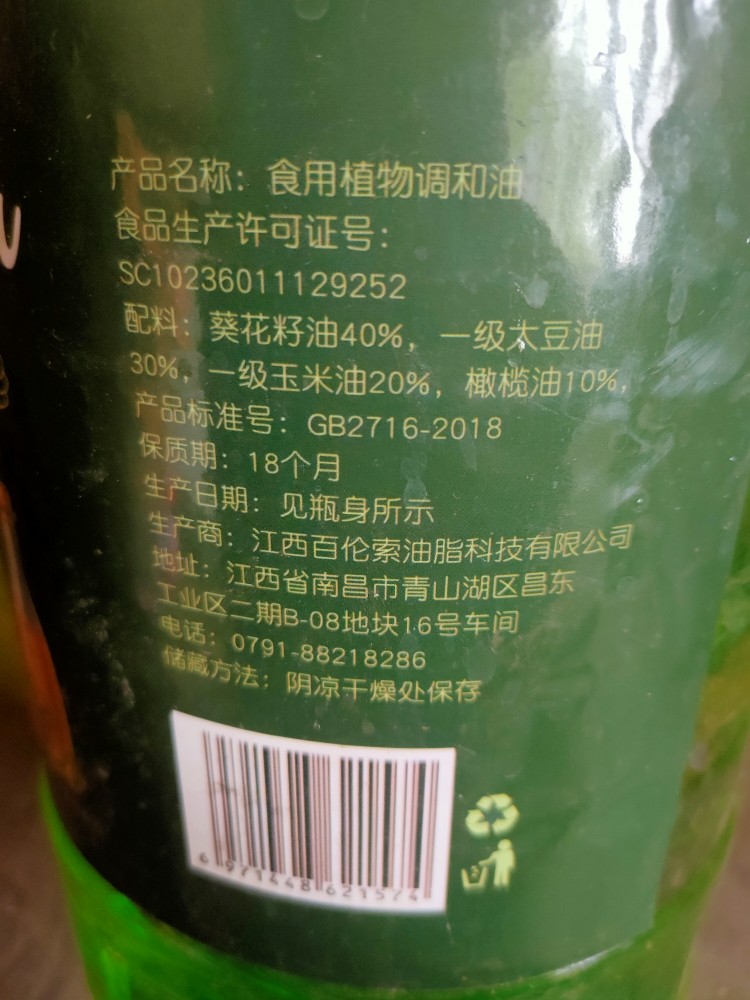 产品名称：食用植物调和油
食品生产许可证号：
SC10236011129252
配料：葵花籽油40%，一级大豆油
30%，一级玉米油20%，橄榄油10%，
产品标准号：GB2716-2018
保质期：18个月
生产日期：见瓶身所示
生产商：江西百伦索油脂科技有限公司
地址：江西省南昌市青山湖区昌东
工业区二期B-08地块16号车间
电话：0791-88218286
储藏方法：阴凉干燥处保存
6971448621574